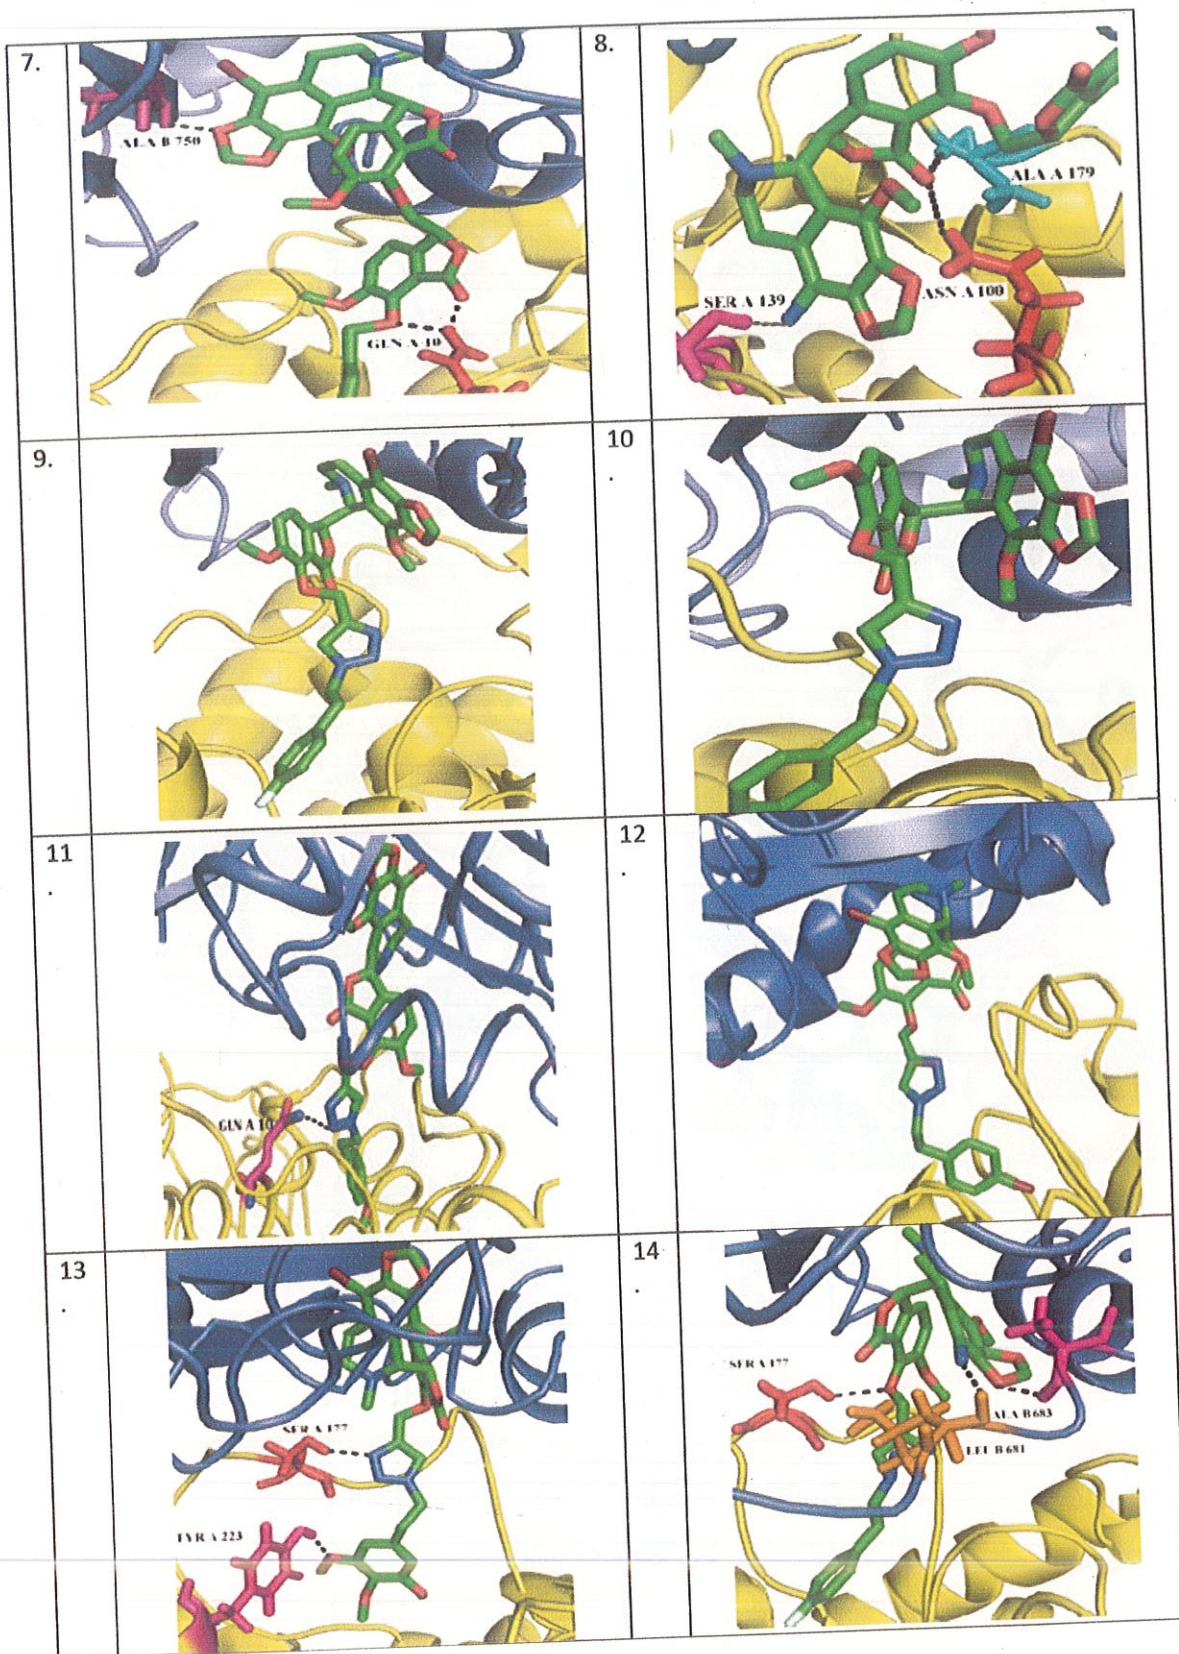 7.
ALA B 750
GLN A 10
8.
SER A 139
ALA A 179
ASN A 100
9.
10
.
11
.
GLN A 10
12
.
13
.
SER A 177
TYR A 223
14
.
SER A 177
ALA B 683
LEU B 681